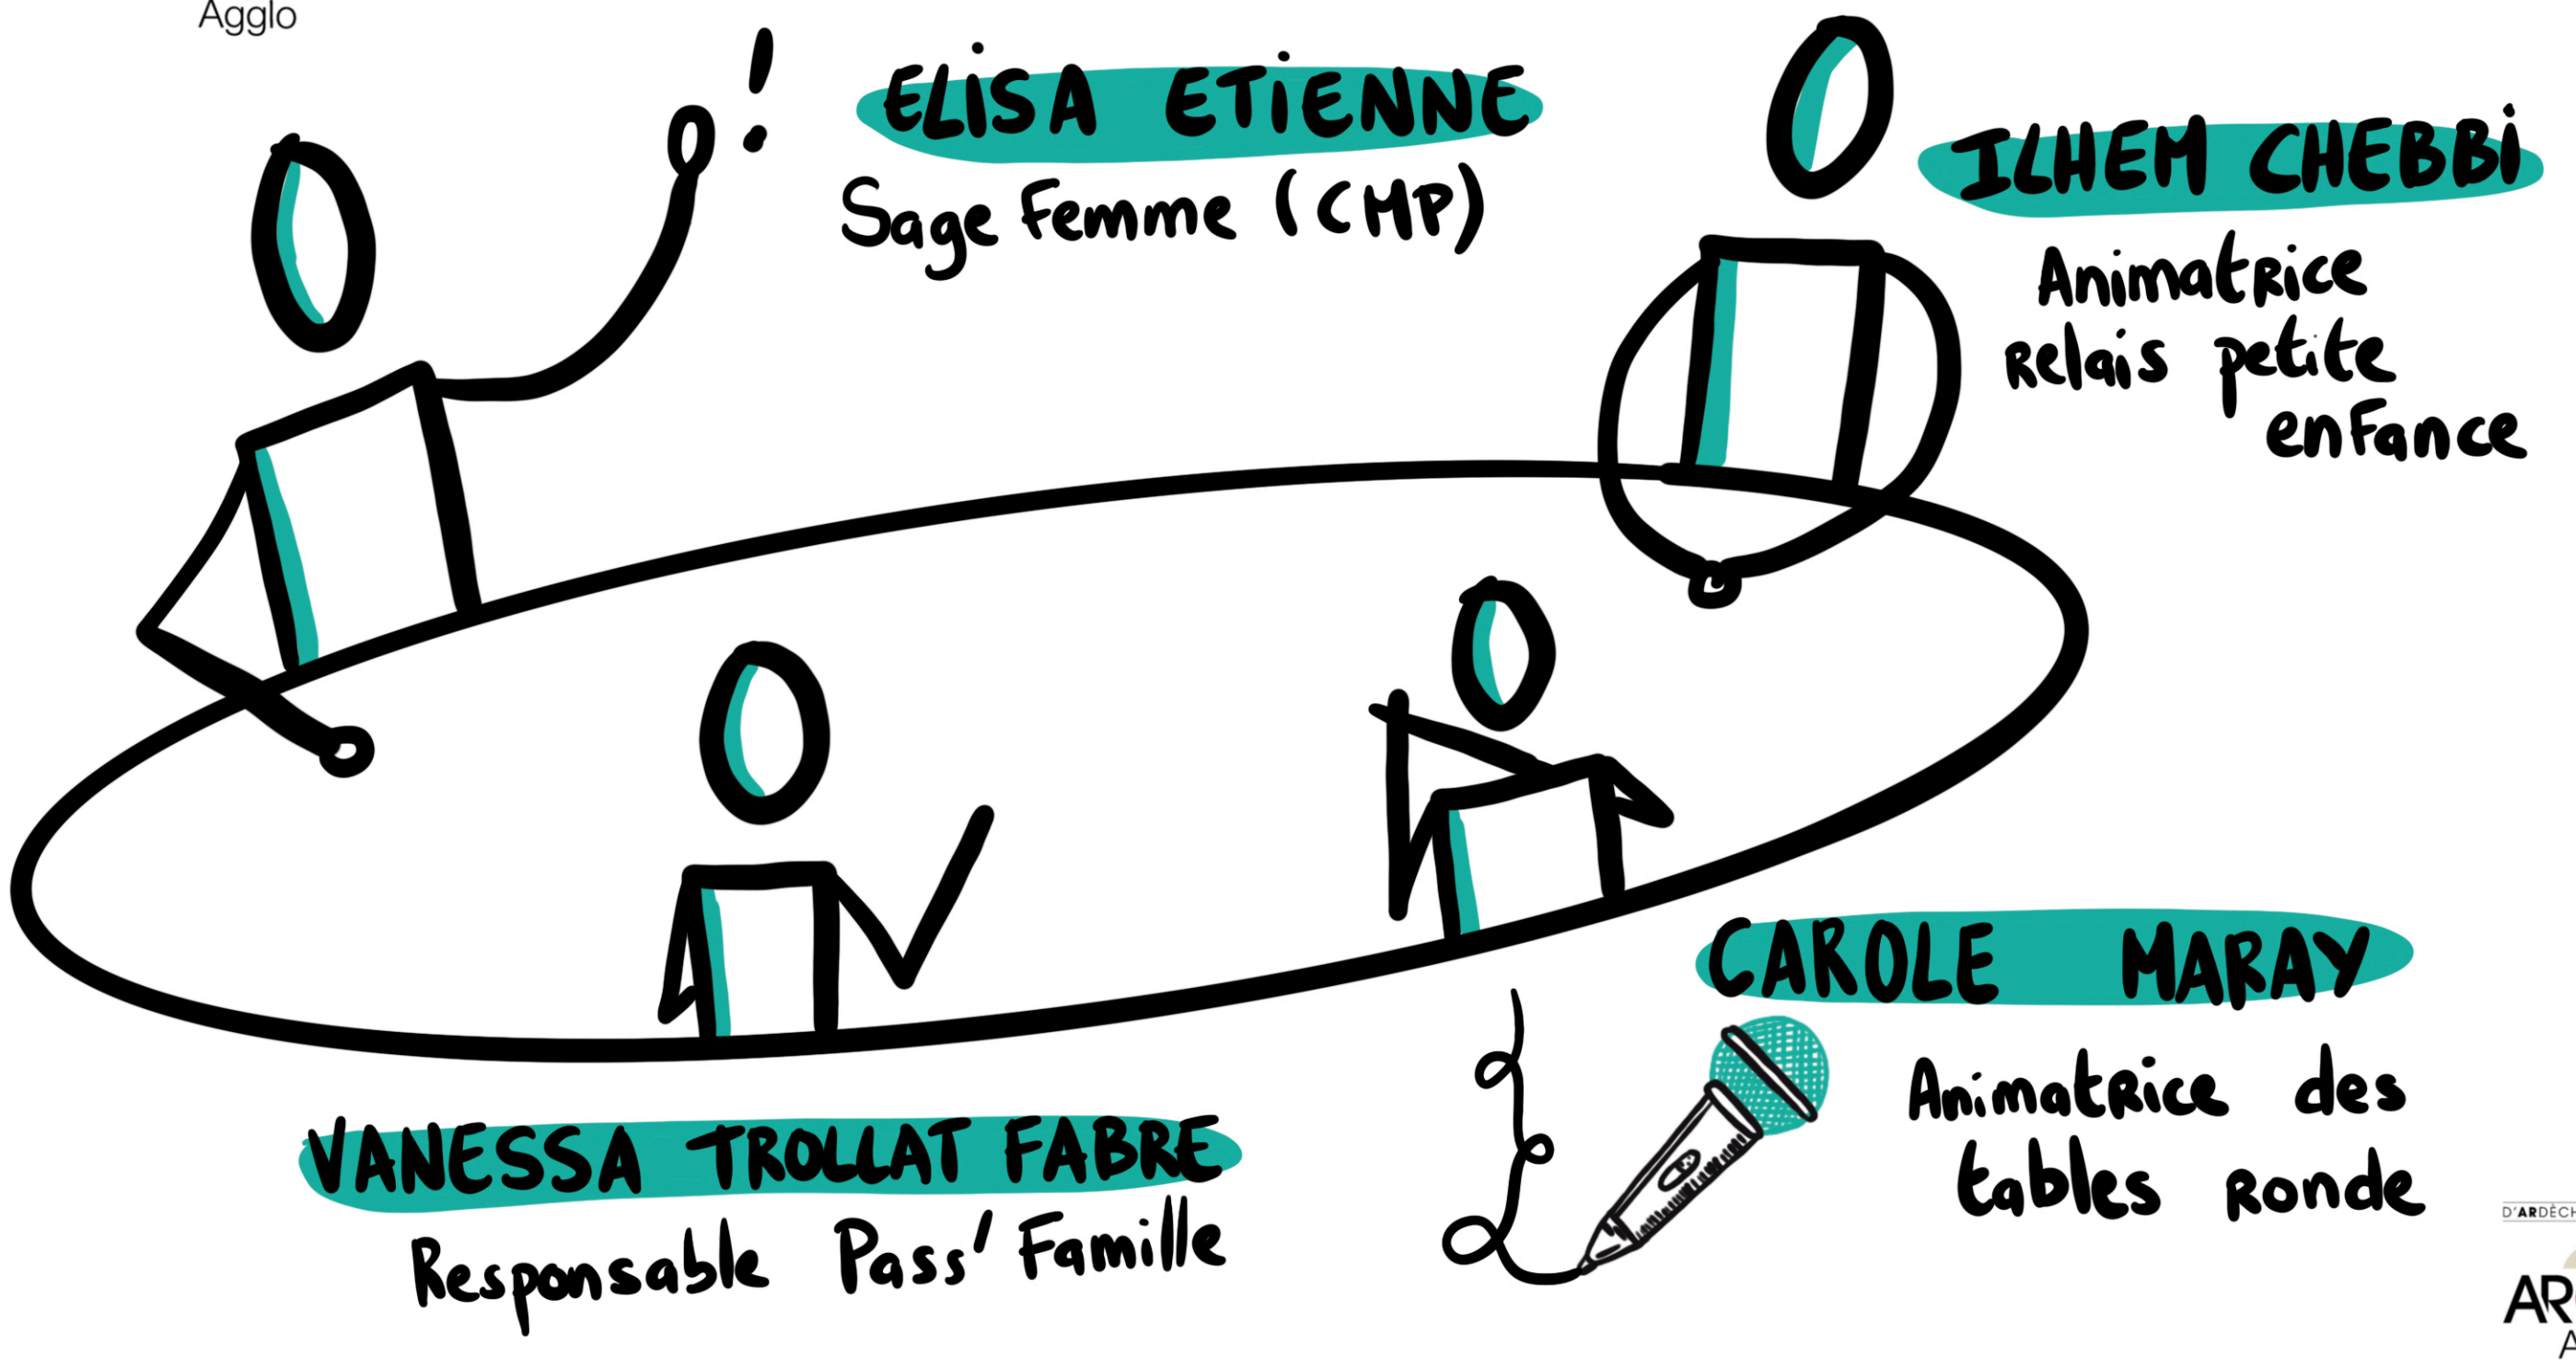 Agglo
!
ELISA ETIENNE
Sage Femme (CMP)
ILHEM CHEBBI
Animatrice
Relais petite
enfance
CAROLE MARAY
Animatrice des
tables Ronde
VANESSA TROLLAT FABRE
Responsable Pass' Famille
D'ARDÈCH
AR
A